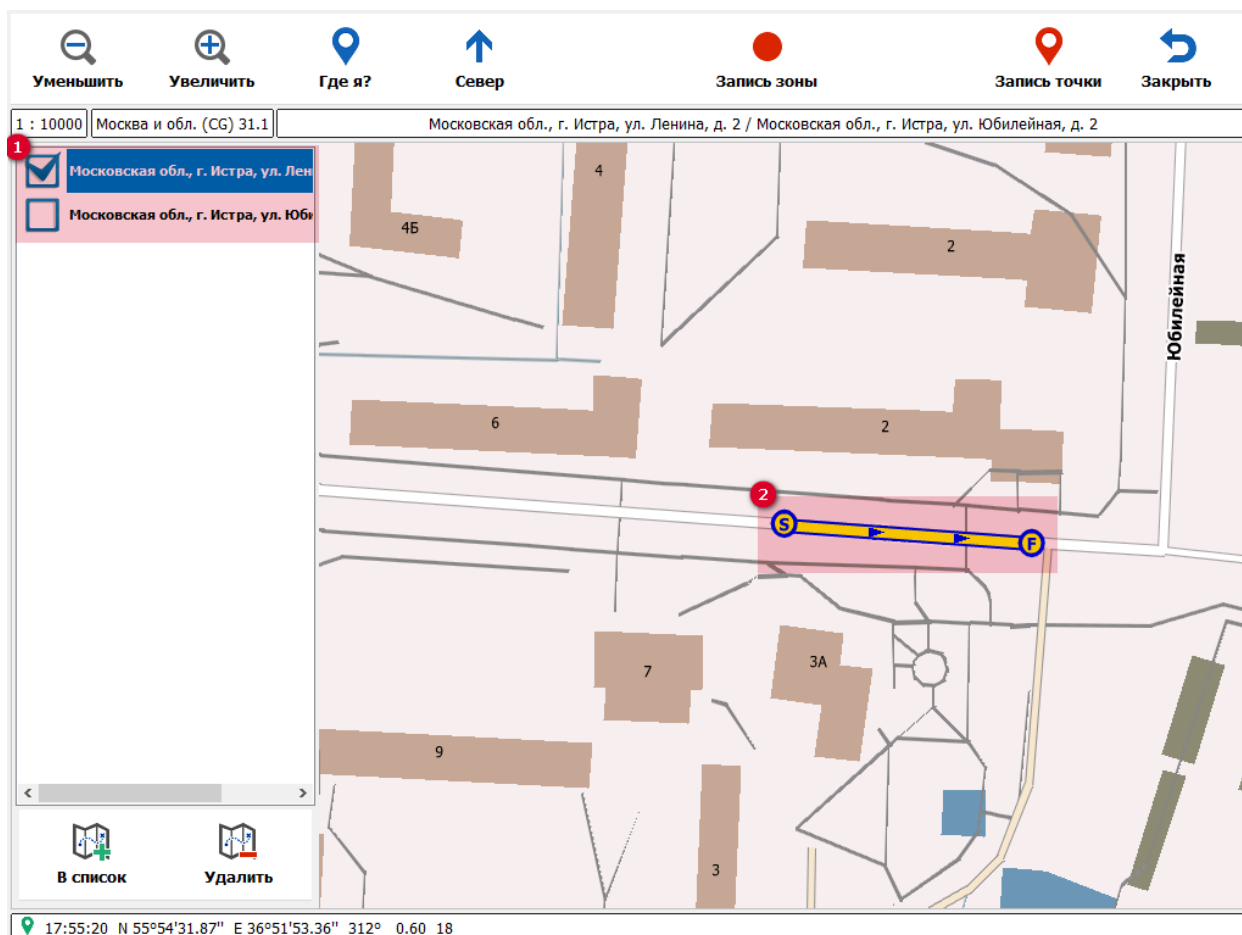 Уменьшить Увеличить Где я? Север Запись зоны Запись точки Закрыть
1 : 10000 Москва и обл. (CG) 31.1 Московская обл., г. Истра, ул. Ленина, д. 2 / Московская обл., г. Истра, ул. Юбилейная, д. 2
1
Московская обл., г. Истра, ул. Лен
Московская обл., г. Истра, ул. Юби
4
4Б
2
Юбилейная
6
2
2
S
F
7
3А
9
3
В список Удалить
17:55:20 N 55°54'31.87" E 36°51'53.36" 312° 0.60 18